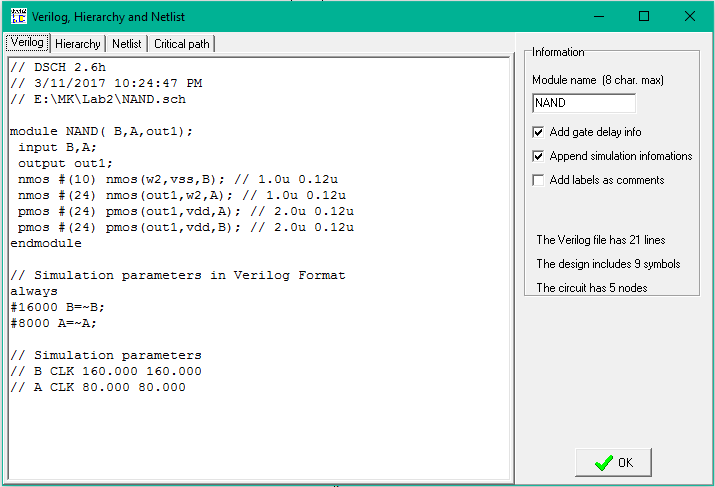 Verilog, Hierarchy and Netlist
Verilog Hierarchy Netlist Critical path
// DSCH 2.6h
// 3/11/2017 10:24:47 PM
// E:\MK\Lab2\NAND.sch
module NAND( B,A,out1);
input B,A;
output out1;
nmos #(10) nmos(w2,vss,B); // 1.0u 0.12u
nmos #(24) nmos(out1,w2,A); // 1.0u 0.12u
pmos #(24) pmos(out1,vdd,A); // 2.0u 0.12u
pmos #(24) pmos(out1,vdd,B); // 2.0u 0.12u
endmodule
// Simulation parameters in Verilog Format
always
#16000 B=~B;
#8000 A=~A;
// Simulation parameters
// B CLK 160.000 160.000
// A CLK 80.000 80.000
Information
Module name (8 char. max)
NAND
Add gate delay info
Append simulation infomations
Add labels as comments
The Verilog file has 21 lines
The design includes 9 symbols
The circuit has 5 nodes
OK